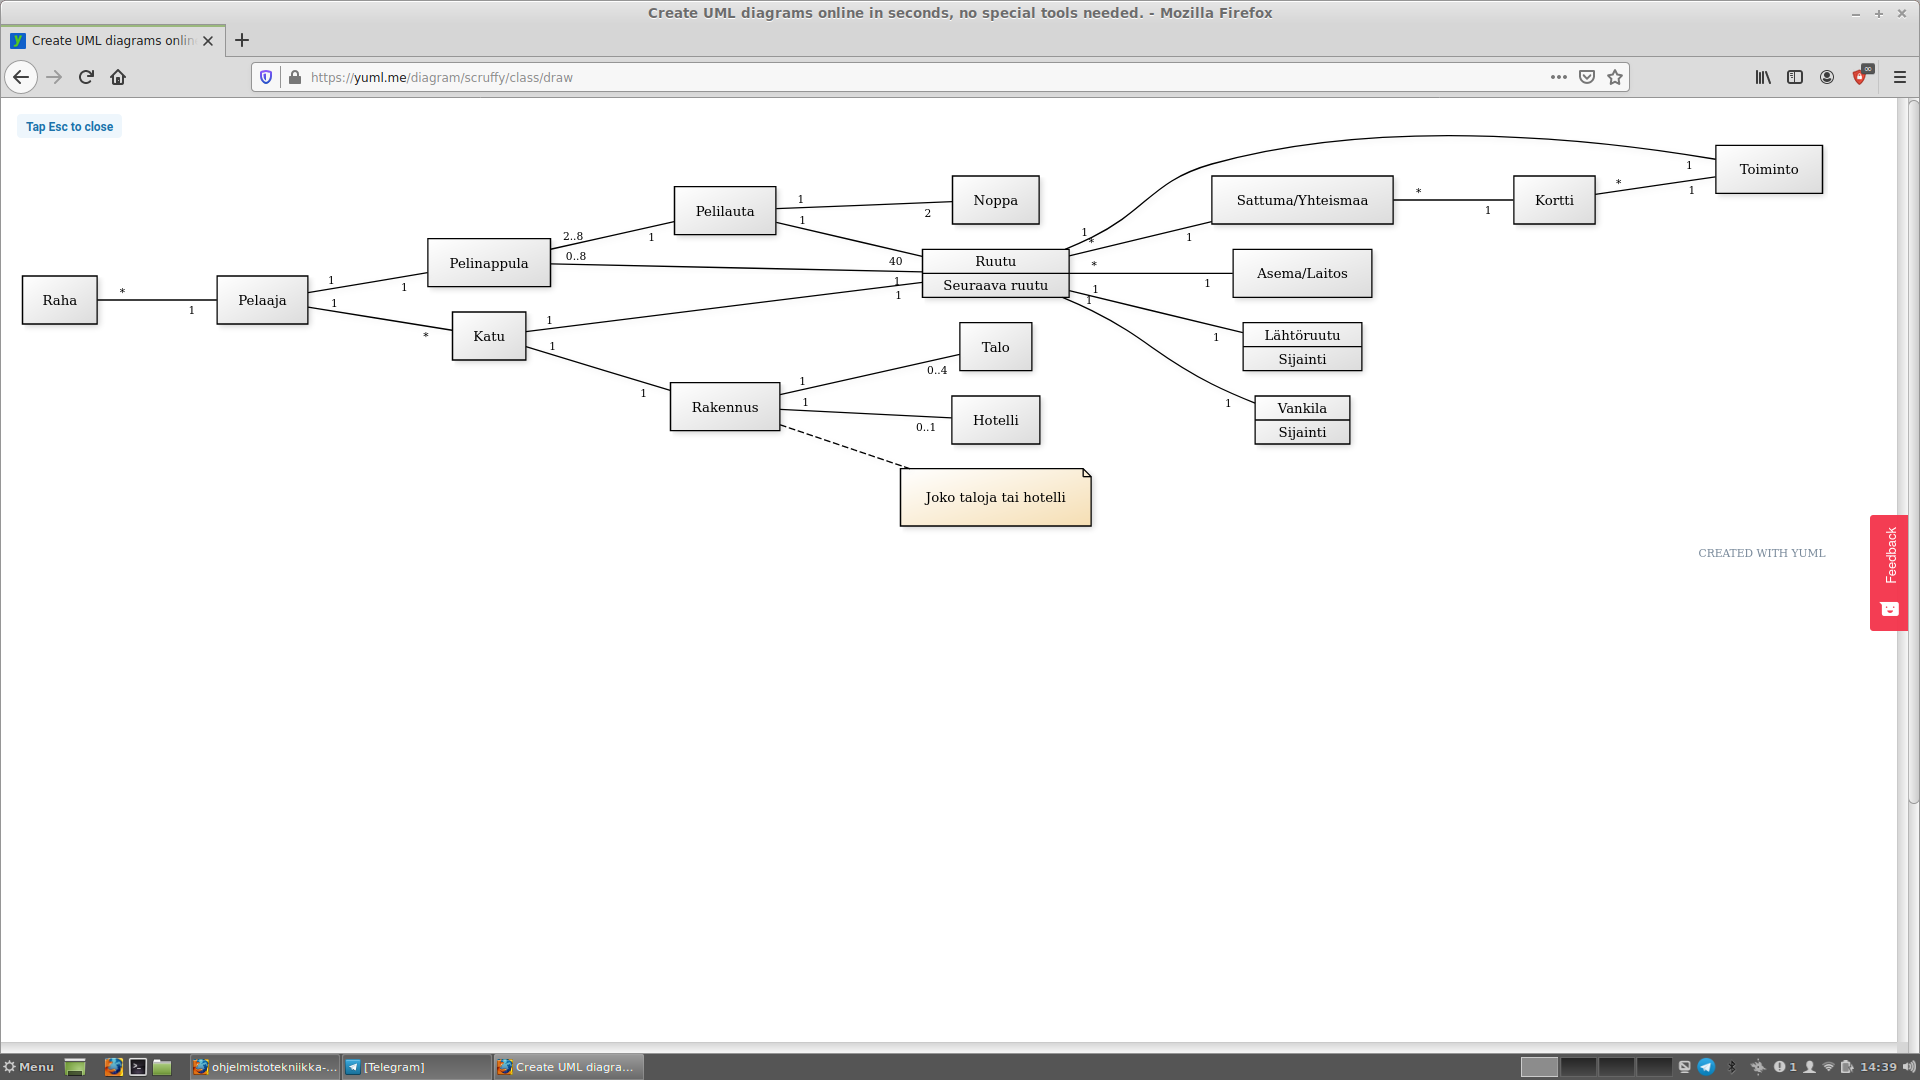 Create UML diagrams online in seconds, no special tools needed. - Mozilla Firefox
Create UML diagrams onlin
https://yuml.me/diagram/scruffy/class/draw
Tap Esc to close
Raha
*
1
Pelaaja
1
1
1
*
Pelinappula
2..8
1
0..8
1
Katu
1
1
1
1
Pelilauta
1
2
1
40
Noppa
Ruutu
Seuraava ruutu
Rakennus
1
0..4
1
0..1
Talo
Hotelli
Joko taloja tai hotelli
1
1
*
1
*
1
1
1
1
1
Sattuma/Yhteismaa
*
1
Kortti
*
1
Toiminto
Asema/Laitos
Lähtöruutu
Sijainti
Vankila
Sijainti
CREATED WITH YUML
Feedback
Menu
ohjelmistotekniikka-...
[Telegram]
Create UML diagra...
1
14:39